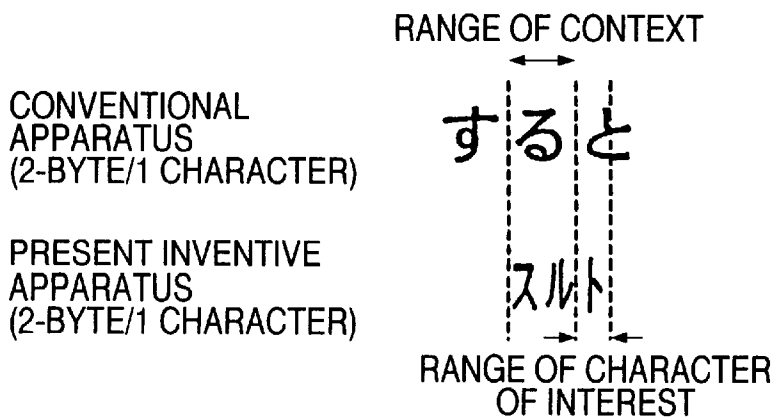 RANGE OF CONTEXT
CONVENTIONAL
APPARATUS
(2-BYTE/1 CHARACTER)
すると
PRESENT INVENTIVE
APPARATUS
(2-BYTE/1 CHARACTER)
スルト
RANGE OF CHARACTER
OF INTEREST